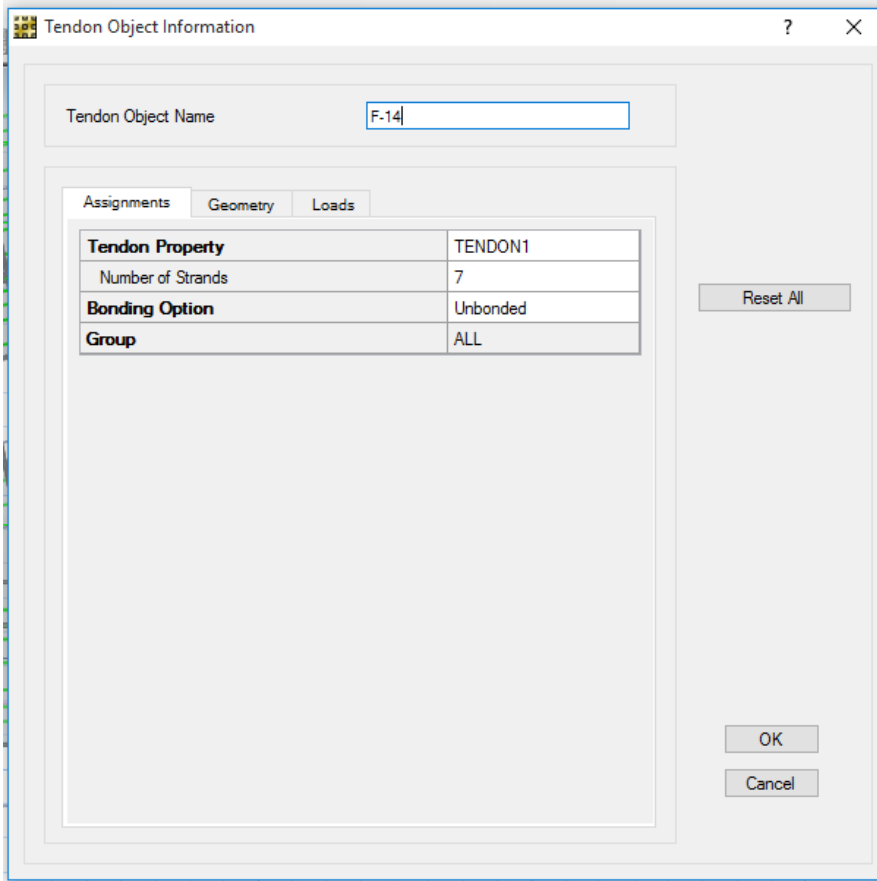 Tendon Object Information ?
Tendon Object Name F-14
Assignments Geometry Loads
Tendon Property TENDON1
Number of Strands 7
Bonding Option Unbonded
Group ALL
Reset All
OK
Cancel